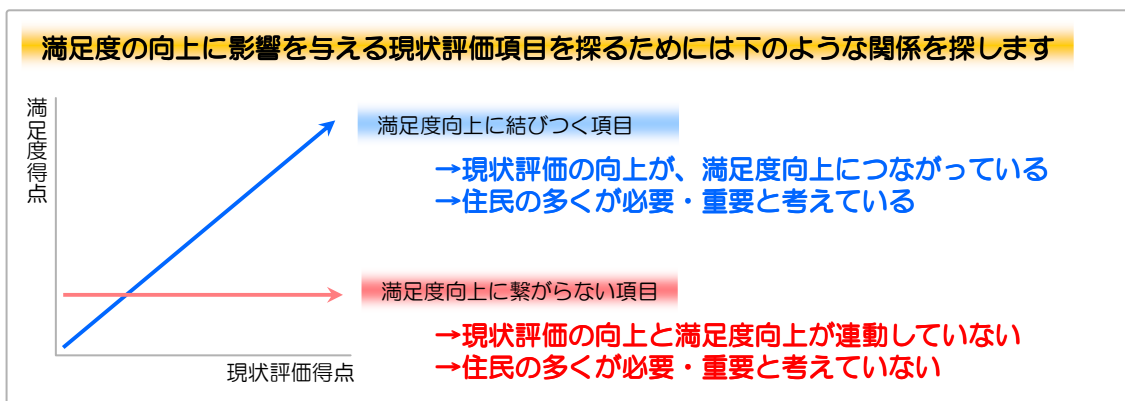 満足度の向上に影響を与える現状評価項目を探るためには下のような関係を探します
満足度得点
満足度向上に結びつく項目
→現状評価の向上が、満足度向上につながっている
→住民の多くが必要・重要と考えている
満足度向上に繋がらない項目
→現状評価の向上と満足度向上が連動していない
→住民の多くが必要・重要と考えていない
現状評価得点